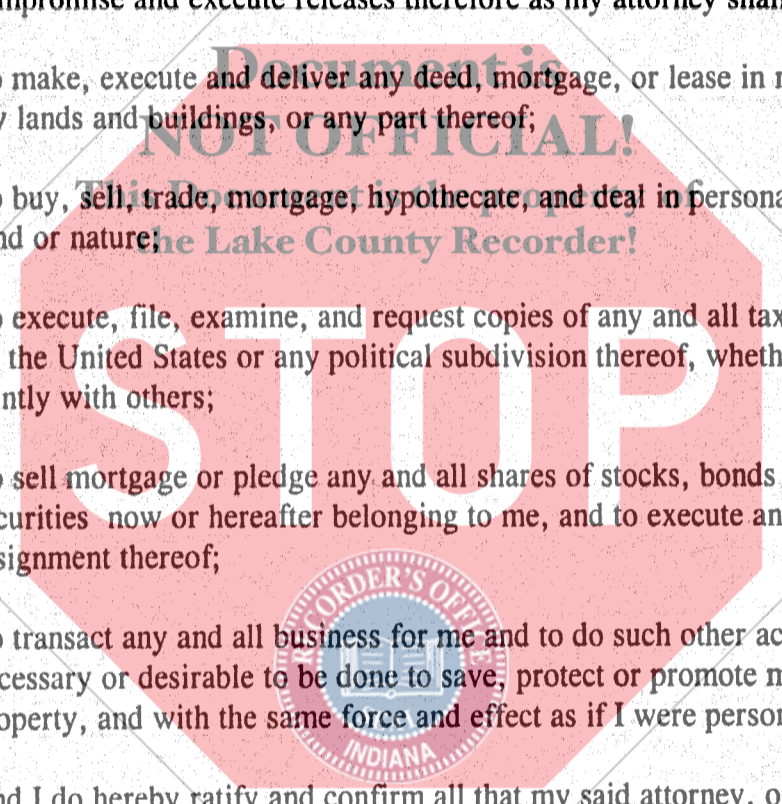 mpromise and execute releases therefore as my attorney shall
o make, execute and deliver any deed, mortgage, or lease in
y lands and buildings, or any part thereof;
o buy, sell, trade, mortgage, hypothecate, and deal in persona
nd or nature;
o execute, file, examine, and request copies of any and all tax
the United States or any political subdivision thereof, wheth
ntly with others;
o sell mortgage or pledge any and all shares of stocks, bonds
curities now or hereafter belonging to me, and to execute an
signment thereof;
o transact any and all business for me and to do such other ac
cessary or desirable to be done to save, protect or promote m
operty, and with the same force and effect as if I were person
nd I do hereby ratify and confirm all that my said attorney, o
Document is
NOT OFFICIAL!
This Document is the property of
the Lake County Recorder!
STOP
RECORDER'S OFFICE
INDIANA